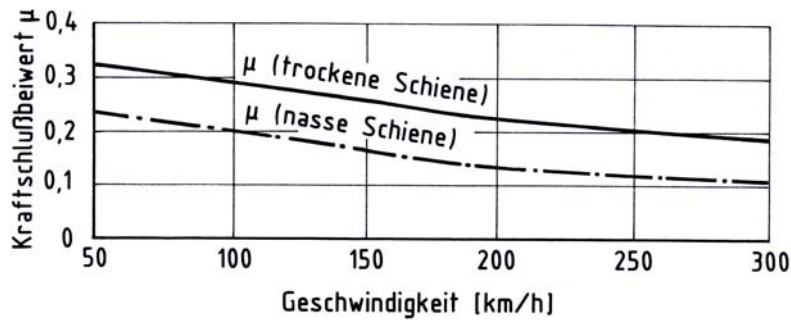 Kraftschlußbeiwert μ
0,4
0,3
0,2
0,1
0
μ (trockene Schiene)
μ (nasse Schiene)
50 100 150 200 250 300
Geschwindigkeit [km/h]